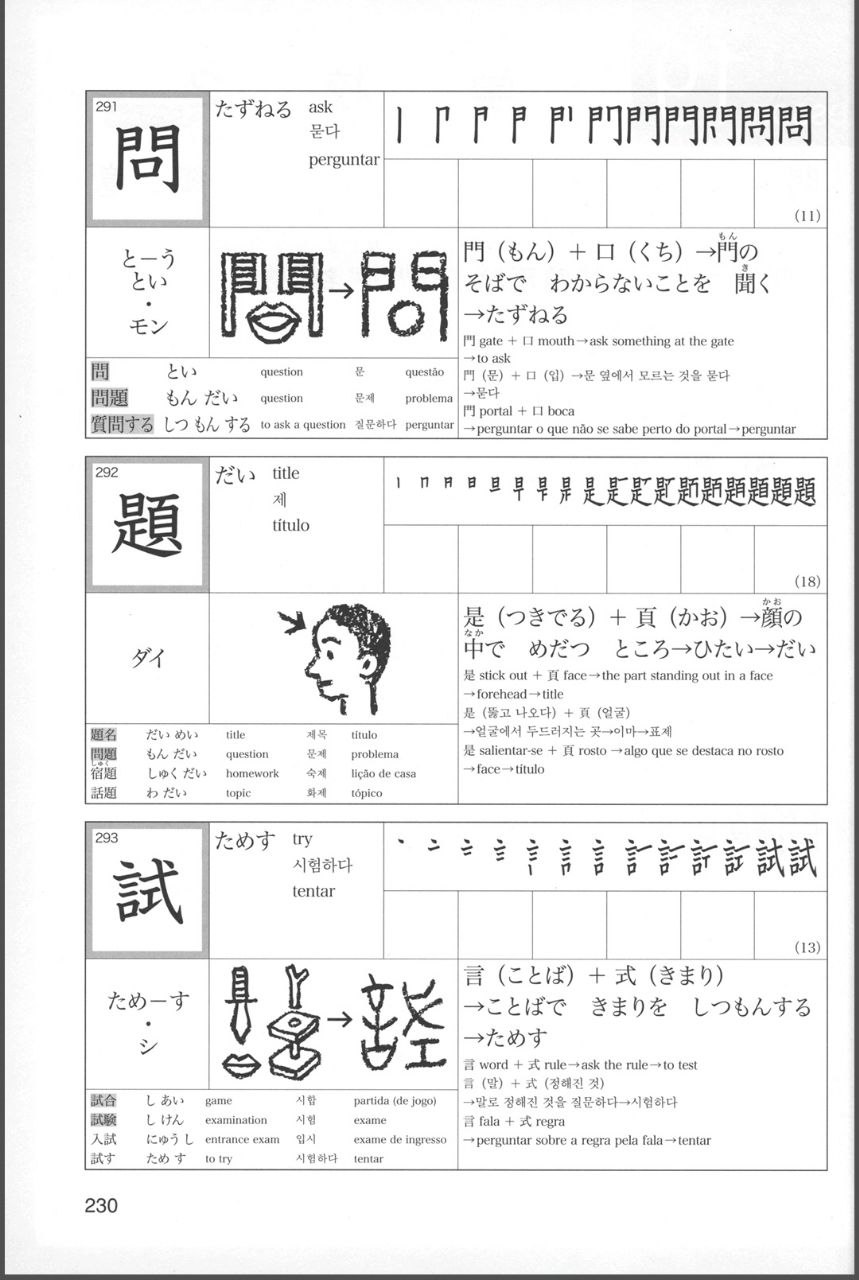 291
問
たずねる ask
묻다
perguntar
(11)
とーう
とい
・
モン
門（もん）＋ 口（くち）→門の
もん
そばで わからないことを 聞く
き
→たずねる
門 gate + 口 mouth→ask something at the gate
→to ask
門 (문) + 口 (입) →문 옆에서 모르는 것을 묻다
→묻다
門 portal + 口 boca
→perguntar o que não se sabe perto do portal→perguntar
問 とい question 문 questão
問題 もん だい question 문제 problema
質問する しつ もん する to ask a question 질문하다 perguntar
292
題
だい title
제
título
(18)
ダイ
是（つきでる）＋ 頁（かお）→顔の
かお
中で めだつ ところ→ひたい→だい
なか
是 stick out + 頁 face→the part standing out in a face
→forehead→title
是 (뚫고 나오다) + 頁 (얼굴)
→얼굴에서 두드러지는 곳→이마→표제
是 salientar-se + 頁 rosto →algo que se destaca no rosto
→face→título
題名 だい めい title 제목 título
問題 もん だい question 문제 problema
しゅく
宿題 しゅく だい homework 숙제 lição de casa
話題 わ だい topic 화제 tópico
293
試
ためす try
시험하다
tentar
(13)
ためーす
・
シ
言（ことば）＋ 式（きまり）
→ことばで きまりを しつもんする
→ためす
言 word + 式 rule→ask the rule→to test
言 (말) + 式 (정해진 것)
→말로 정해진 것을 질문하다→시험하다
言 fala + 式 regra
→perguntar sobre a regra pela fala→tentar
試合 し あい game 시합 partida (de jogo)
試験 し けん examination 시험 exame
入試 にゅう し entrance exam 입시 exame de ingresso
試す ため す to try 시험하다 tentar
230